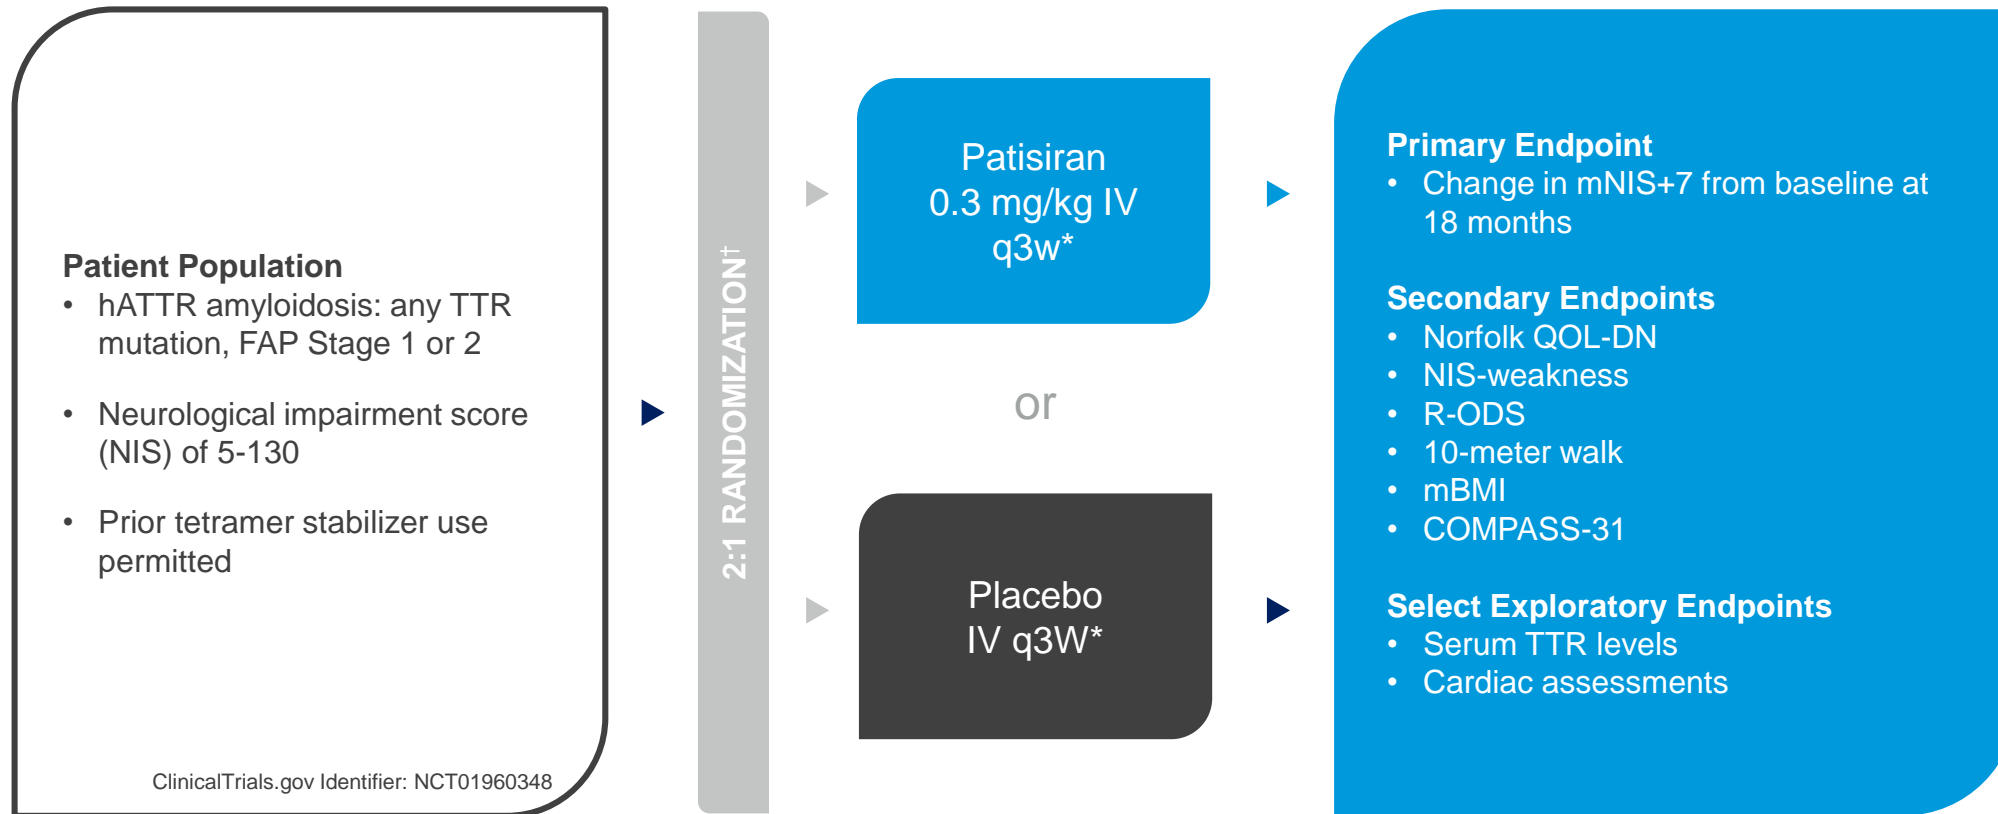 Patient Population
• hATTR amyloidosis: any TTR
mutation, FAP Stage 1 or 2
• Neurological impairment score
(NIS) of 5-130
• Prior tetramer stabilizer use
permitted
ClinicalTrials.gov Identifier: NCT01960348
2:1 RANDOMIZATION†
Patisiran
0.3 mg/kg IV
q3w*
or
Placebo
IV q3W*
Primary Endpoint
• Change in mNIS+7 from baseline at
18 months
Secondary Endpoints
• Norfolk QOL-DN
• NIS-weakness
• R-ODS
• 10-meter walk
• mBMI
• COMPASS-31
Select Exploratory Endpoints
• Serum TTR levels
• Cardiac assessments